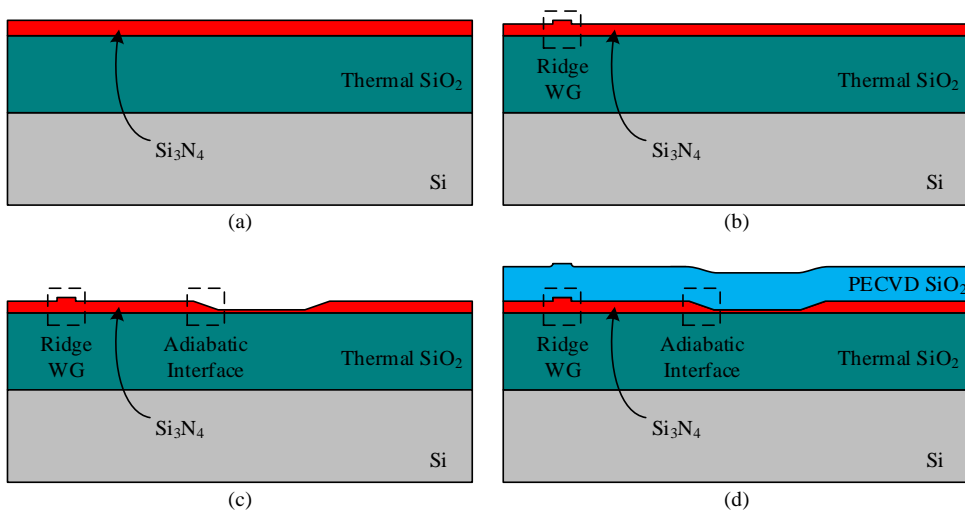 Thermal SiO₂
Si₃N₄
Si
(a)
Ridge
WG
Thermal SiO₂
Si₃N₄
Si
(b)
Ridge
WG
Adiabatic
Interface
Thermal SiO₂
Si₃N₄
Si
(c)
PECVD SiO₂
Ridge
WG
Adiabatic
Interface
Thermal SiO₂
Si₃N₄
Si
(d)